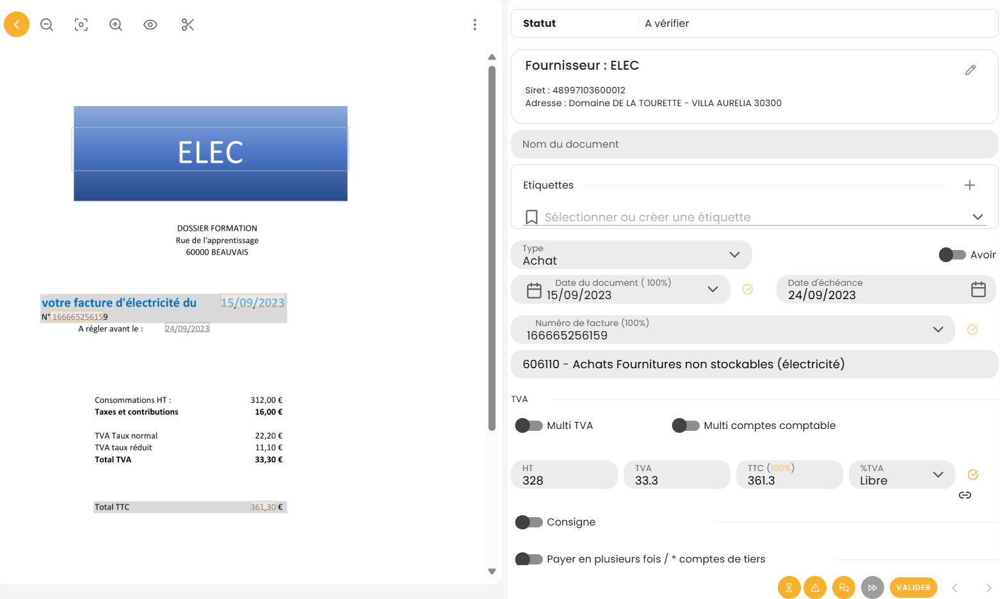 ELEC
DOSSIER FORMATION
Rue de l'apprentissage
60000 BEAUVAIS
votre facture d'électricité du 15/09/2023
N° 166665256159
A régler avant le : 24/09/2023
Consommations HT : 312,00 €
Taxes et contributions 16,00 €
TVA Taux normal 22,20 €
TVA taux réduit 11,10 €
Total TVA 33,30 €
Total TTC 361,30 €
Statut A vérifier
Fournisseur : ELEC
Siret : 48997103600012
Adresse : Domaine DE LA TOURETTE - VILLA AURELIA 30300
Nom du document
Etiquettes
Sélectionner ou créer une étiquette
Type
Achat
Avoir
Date du document ( 100%)
15/09/2023
Date d'échéance
24/09/2023
Numéro de facture (100%)
166665256159
606110 - Achats Fournitures non stockables (électricité)
TVA
Multi TVA Multi comptes comptable
HT
328
TVA
33.3
TTC (100%)
361.3
%TVA
Libre
Consigne
Payer en plusieurs fois / * comptes de tiers
VALIDER